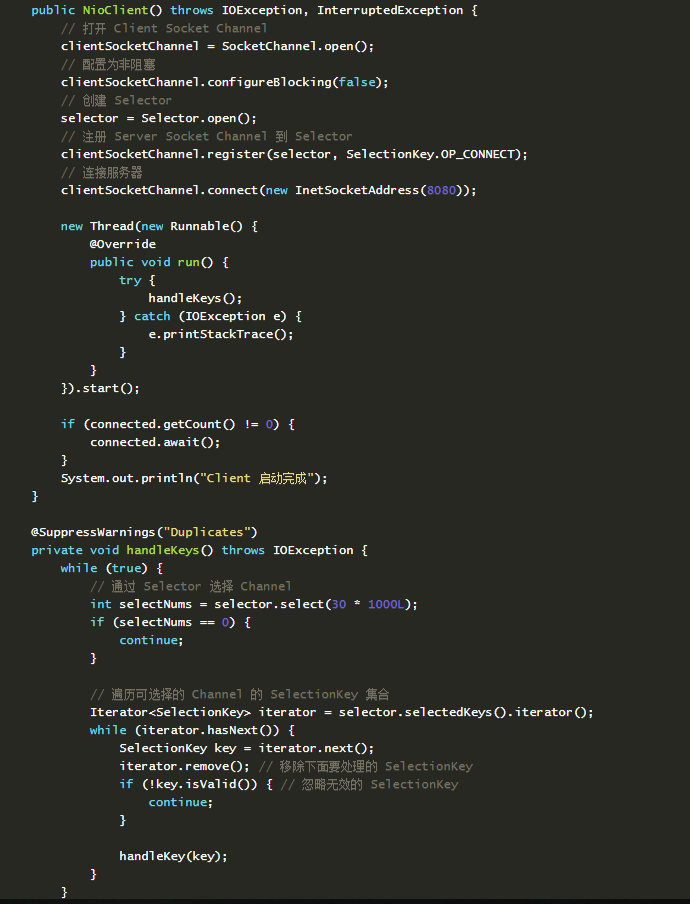 public NioClient() throws IOException, InterruptedException {
// 打开 Client Socket Channel
clientSocketChannel = SocketChannel.open();
// 配置为非阻塞
clientSocketChannel.configureBlocking(false);
// 创建 Selector
selector = Selector.open();
// 注册 Server Socket Channel 到 Selector
clientSocketChannel.register(selector, SelectionKey.OP_CONNECT);
// 连接服务器
clientSocketChannel.connect(new InetSocketAddress(8080));
new Thread(new Runnable() {
@Override
public void run() {
try {
handleKeys();
} catch (IOException e) {
e.printStackTrace();
}
}
}).start();
if (connected.getCount() != 0) {
connected.await();
}
System.out.println("Client 启动完成");
}
@SuppressWarnings("Duplicates")
private void handleKeys() throws IOException {
while (true) {
// 通过 Selector 选择 Channel
int selectNums = selector.select(30 * 1000L);
if (selectNums == 0) {
continue;
}
// 遍历可选择的 Channel 的 SelectionKey 集合
Iterator<SelectionKey> iterator = selector.selectedKeys().iterator();
while (iterator.hasNext()) {
SelectionKey key = iterator.next();
iterator.remove(); // 移除下面要处理的 SelectionKey
if (!key.isValid()) { // 忽略无效的 SelectionKey
continue;
}
handleKey(key);
}
}